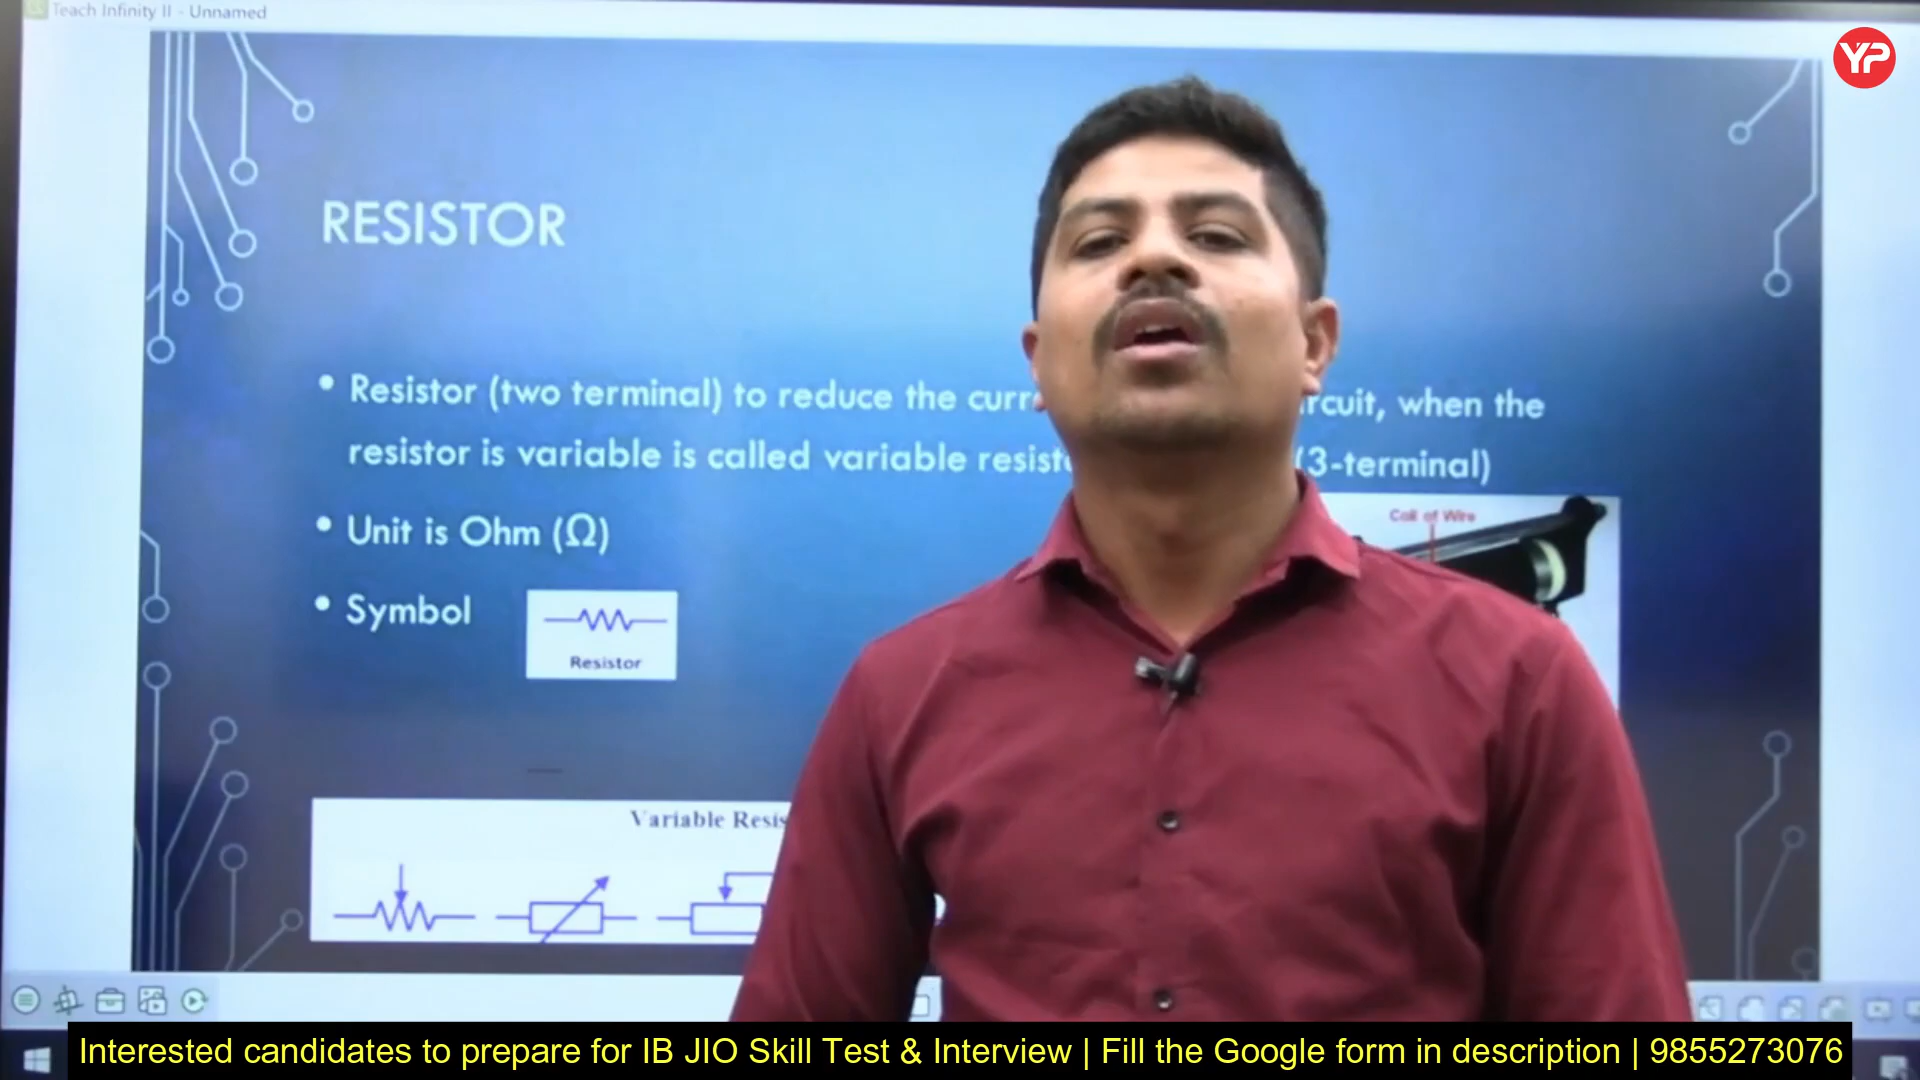 Teach Infinity II - Unnamed
YP
RESISTOR
• Resistor (two terminal) to reduce the curr rcuit, when the
resistor is variable is called variable resist (3-terminal)
Coil of Wire
• Unit is Ohm (Ω)
• Symbol
Resistor
Variable Resis
Interested candidates to prepare for IB JIO Skill Test & Interview | Fill the Google form in description | 9855273076